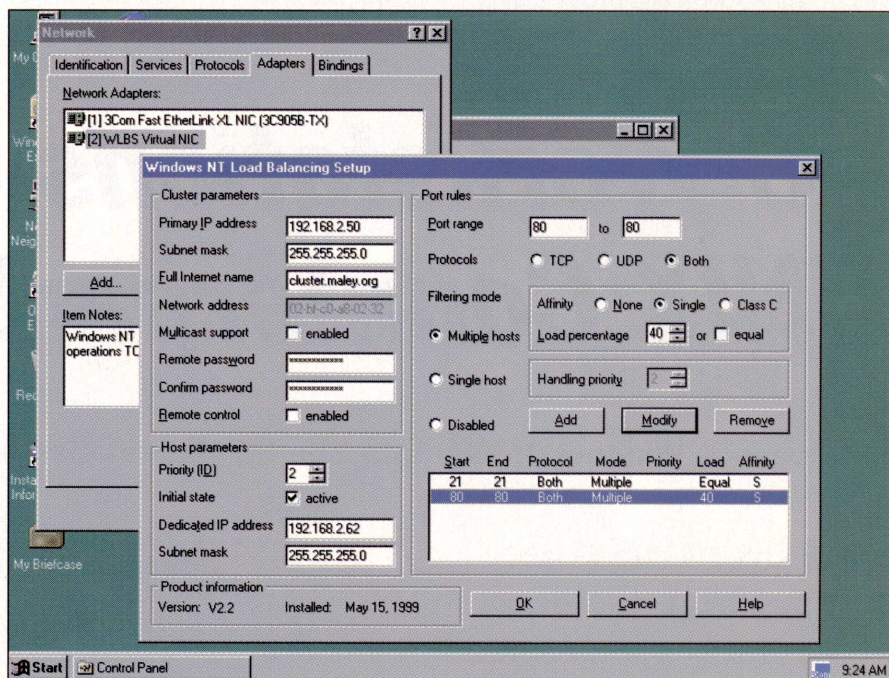 My C
Network
Identification
Services
Protocols
Adapters
Bindings
Network Adapters:
[1] 3Com Fast EtherLink XL NIC (3C905B-TX)
[2] WLBS Virtual NIC
Add...
Item Notes:
Windows NT
operations TC
Windows NT Load Balancing Setup
Cluster parameters
Primary IP address 192.168.2.50
Subnet mask 255.255.255.0
Full Internet name cluster.maley.org
Network address 02-bf-c0-a8-02-32
Multicast support enabled
Remote password ************
Confirm password ************
Remote control enabled
Host parameters
Priority (ID) 2
Initial state active
Dedicated IP address 192.168.2.62
Subnet mask 255.255.255.0
Product information
Version: V2.2 Installed: May 15, 1999
Port rules
Port range 80 to 80
Protocols TCP UDP Both
Filtering mode
Affinity None Single Class C
Multiple hosts Load percentage 40 or equal
Single host Handling priority 2
Disabled Add Modify Remove
Start End Protocol Mode Priority Load Affinity
21 21 Both Multiple Equal S
80 80 Both Multiple 40 S
OK Cancel Help
My Briefcase
Start Control Panel 9:24 AM